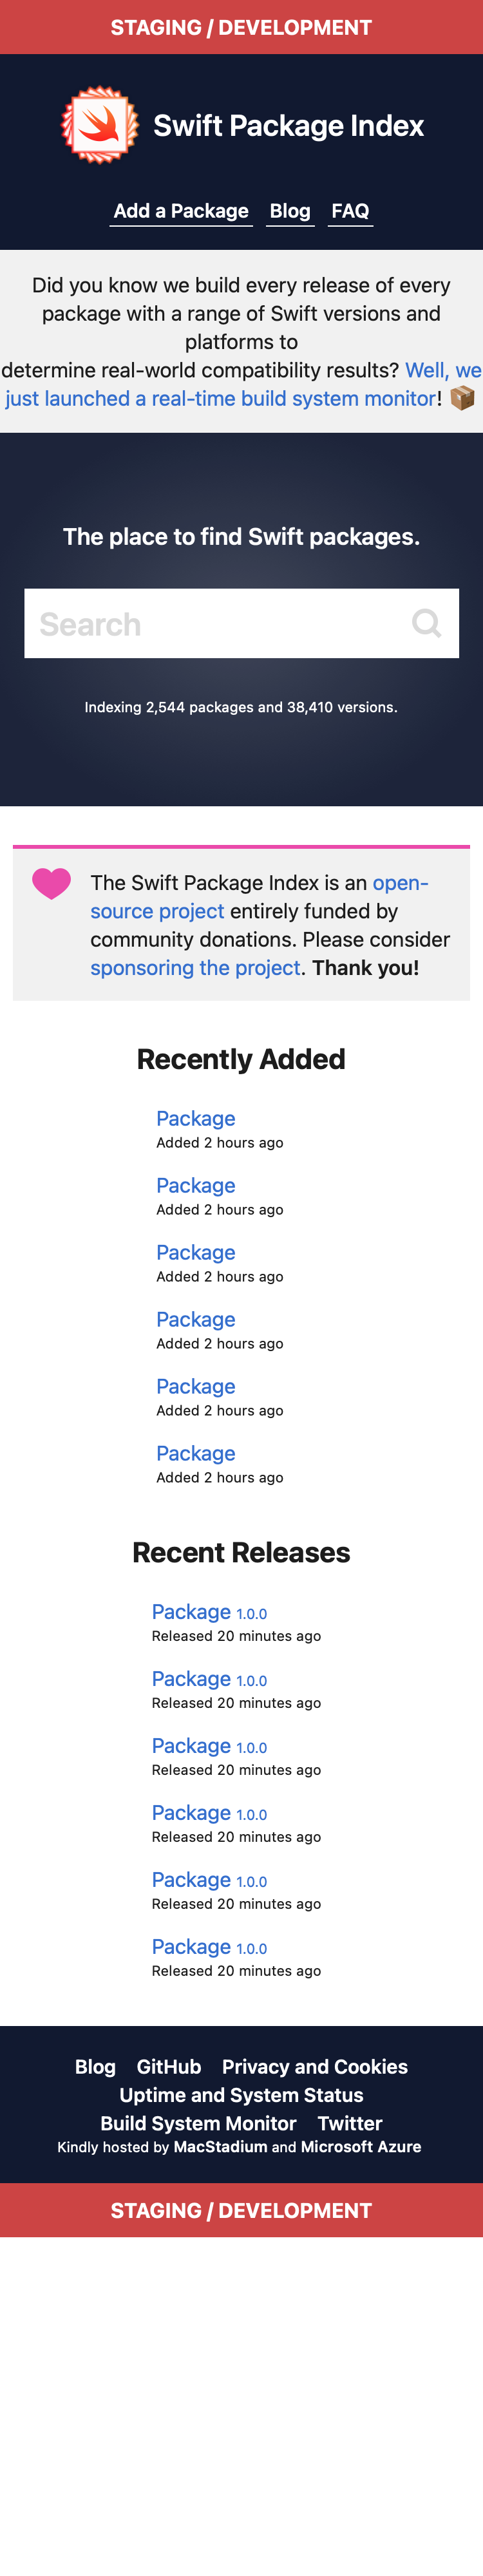 STAGING / DEVELOPMENT
Swift Package Index
Add a Package Blog FAQ
Did you know we build every release of every
package with a range of Swift versions and
platforms to
determine real-world compatibility results? Well, we
just launched a real-time build system monitor! 📦
The place to find Swift packages.
Search
Indexing 2,544 packages and 38,410 versions.
The Swift Package Index is an open-
source project entirely funded by
community donations. Please consider
sponsoring the project. Thank you!
Recently Added
Package
Added 2 hours ago
Package
Added 2 hours ago
Package
Added 2 hours ago
Package
Added 2 hours ago
Package
Added 2 hours ago
Package
Added 2 hours ago
Recent Releases
Package 1.0.0
Released 20 minutes ago
Package 1.0.0
Released 20 minutes ago
Package 1.0.0
Released 20 minutes ago
Package 1.0.0
Released 20 minutes ago
Package 1.0.0
Released 20 minutes ago
Package 1.0.0
Released 20 minutes ago
Blog GitHub Privacy and Cookies
Uptime and System Status
Build System Monitor Twitter
Kindly hosted by MacStadium and Microsoft Azure
STAGING / DEVELOPMENT